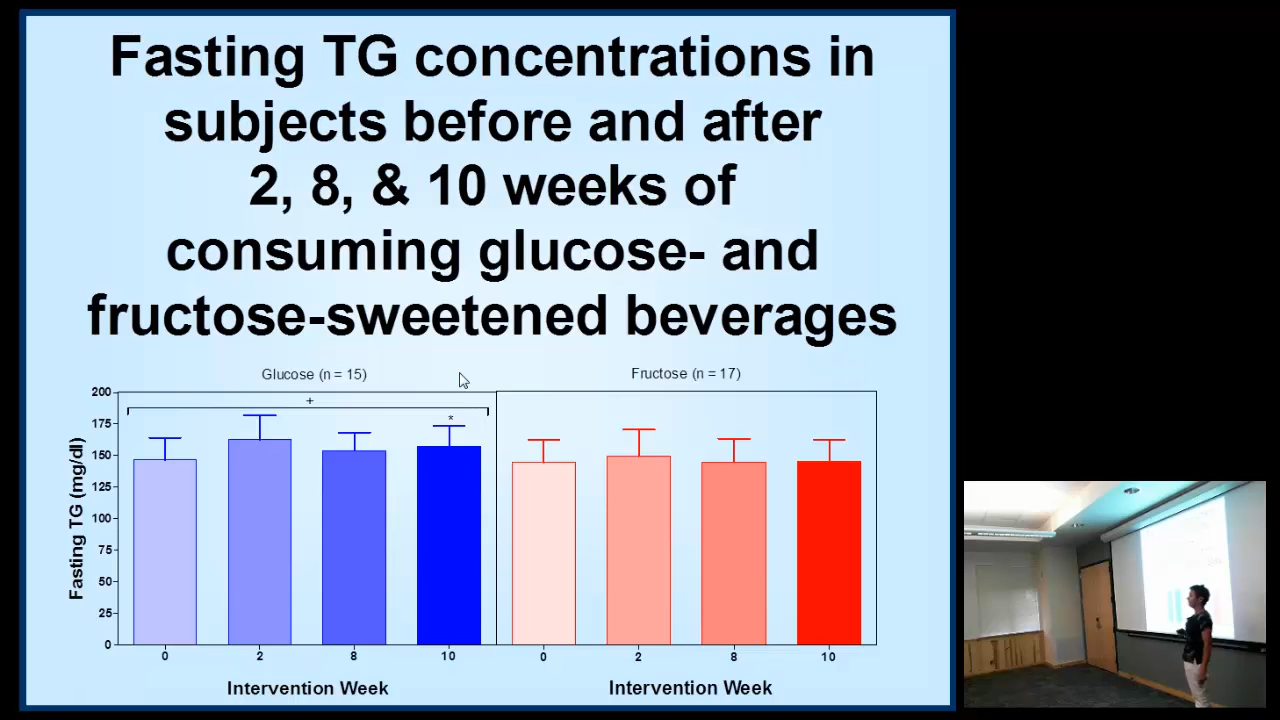 Fasting TG concentrations in
subjects before and after
2, 8, & 10 weeks of
consuming glucose- and
fructose-sweetened beverages
Glucose (n = 15)
Fructose (n = 17)
Fasting TG (mg/dl)
200
175
150
125
100
75
50
25
0
+
*
0 2 8 10
0 2 8 10
Intervention Week
Intervention Week